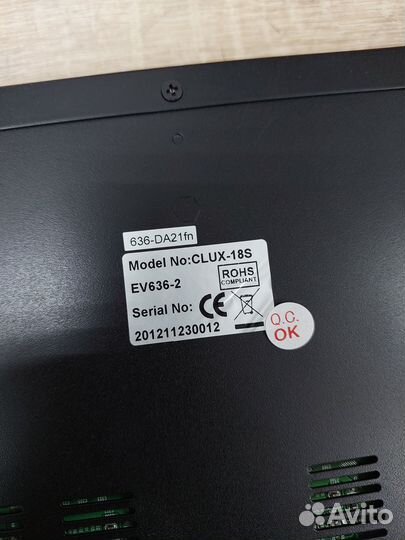 636-DA21fn
Model No:CLUX-18S
EV636-2
ROHS
COMPLIANT
Serial No:
CE
201211230012
Q.C.
OK
Avito